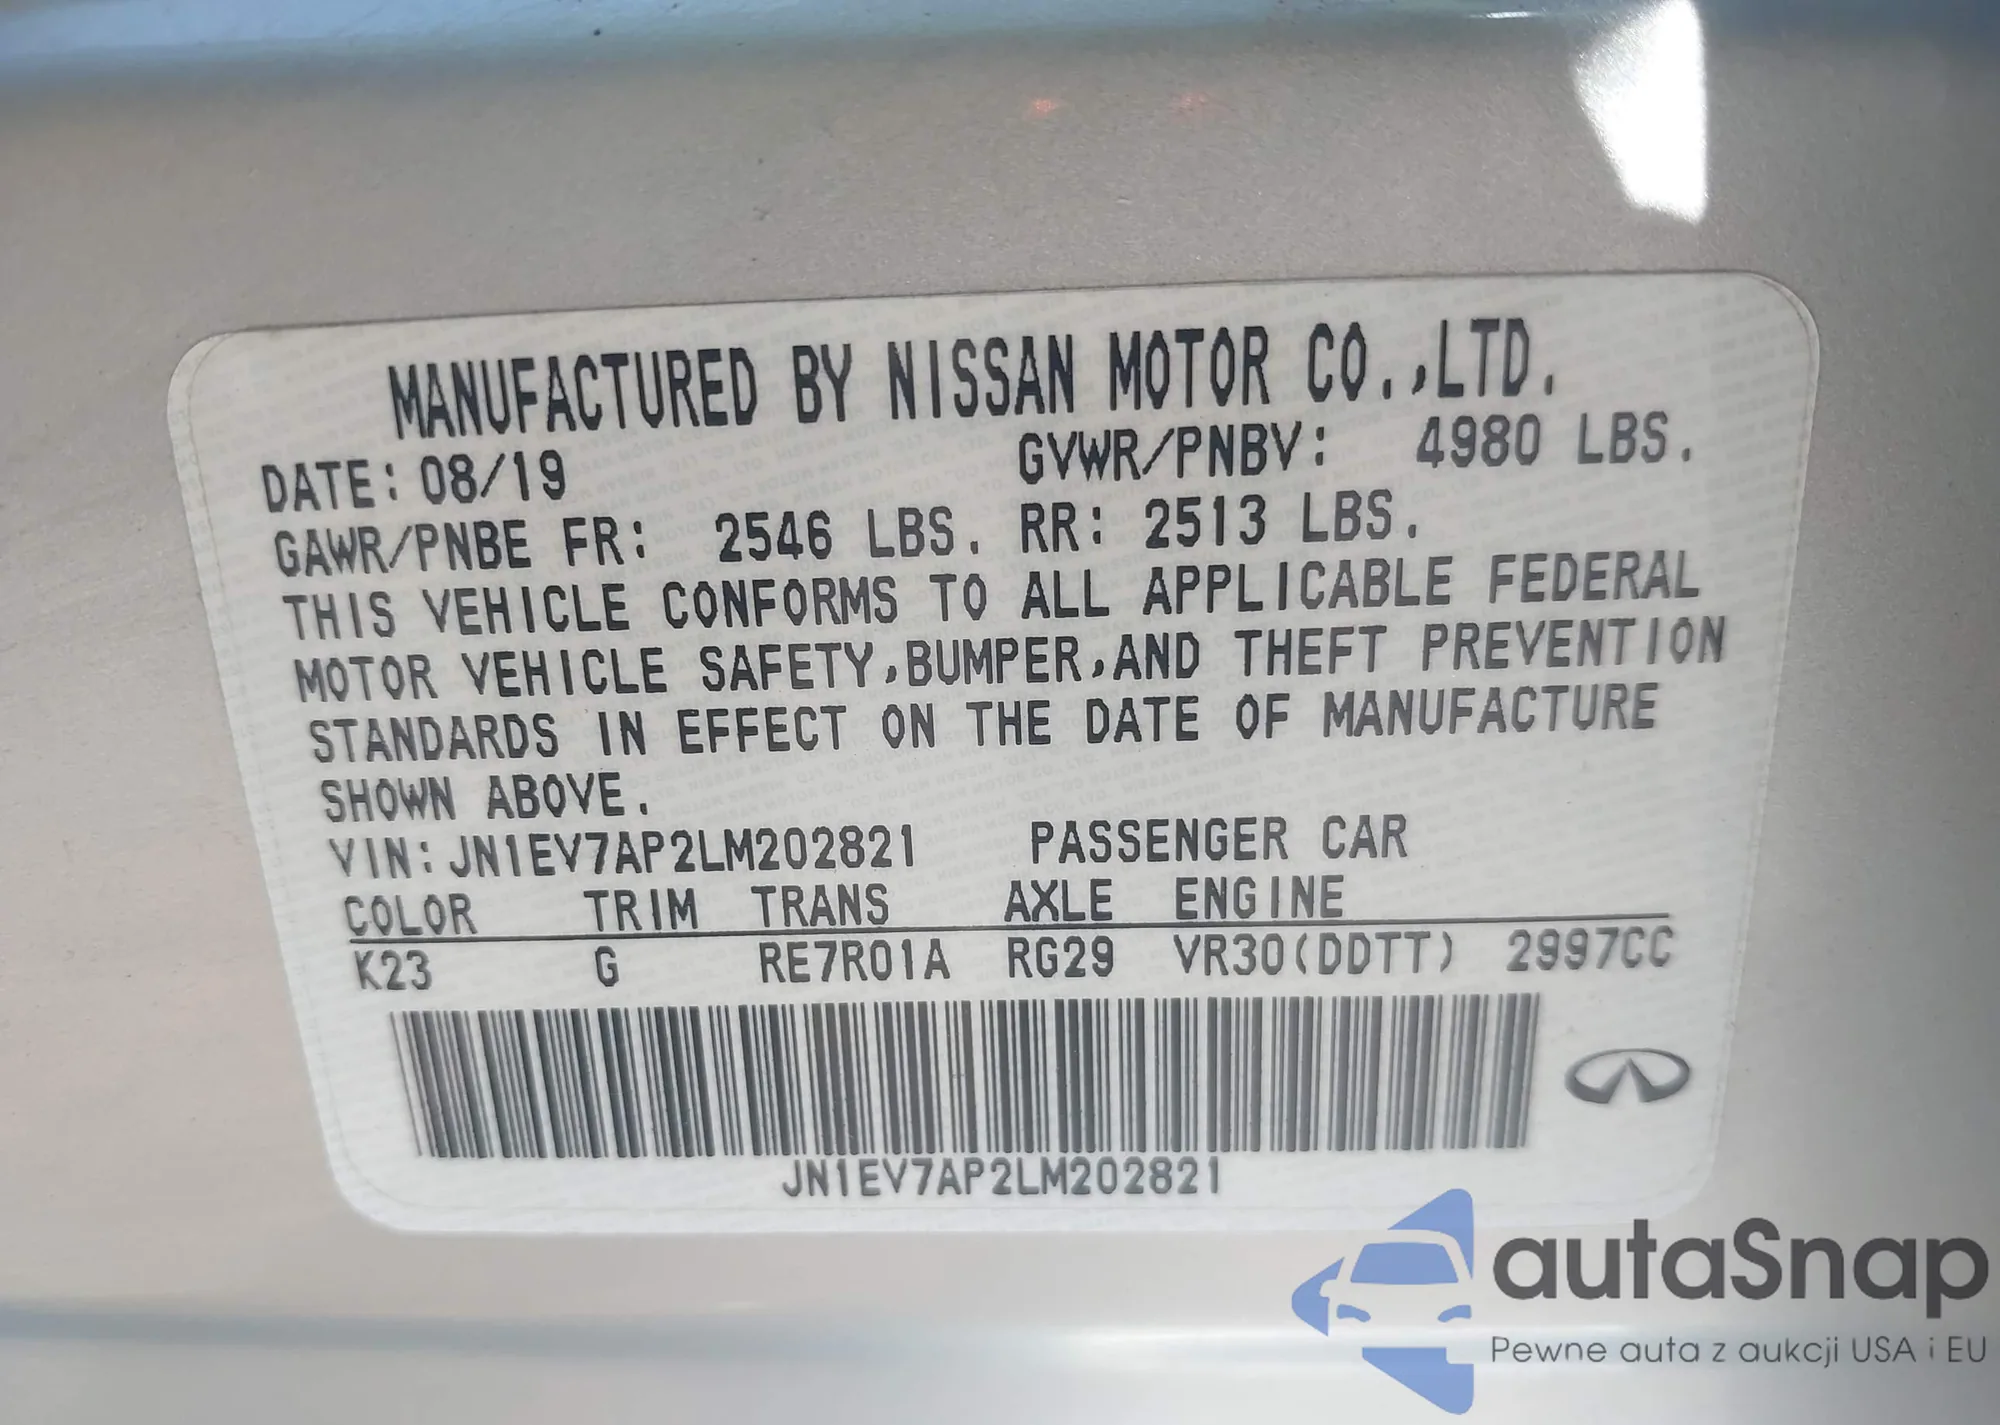 MANUFACTURED BY NISSAN MOTOR CO.,LTD.
DATE: 08/19 GVWR/PNBV: 4980 LBS.
GAWR/PNBE FR: 2546 LBS. RR: 2513 LBS.
THIS VEHICLE CONFORMS TO ALL APPLICABLE FEDERAL
MOTOR VEHICLE SAFETY,BUMPER,AND THEFT PREVENTION
STANDARDS IN EFFECT ON THE DATE OF MANUFACTURE
SHOWN ABOVE.
VIN: JN1EV7AP2LM202821 PASSENGER CAR
COLOR TRIM TRANS AXLE ENGINE
K23 G RE7R01A RG29 VR30(DDTT) 2997CC
JN1EV7AP2LM202821
autaSnap
Pewne auta z aukcji USA i EU